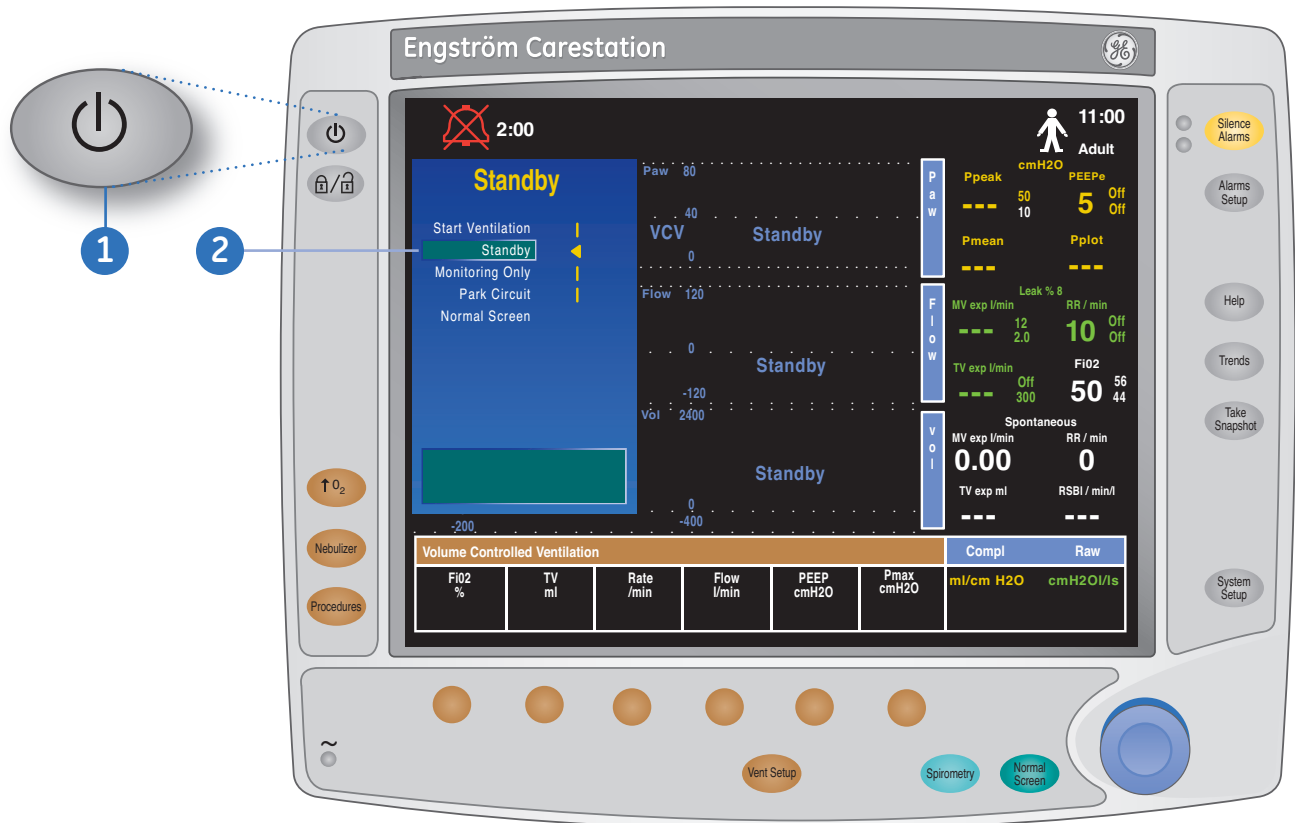 Engström Carestation
GE
2:00
11:00
Adult
Silence
Alarms
Alarms
Setup
Help
Trends
Take
Snapshot
System
Setup
1
2
Standby
Start Ventilation
Standby
Monitoring Only
Park Circuit
Normal Screen
Paw 80
40
VCV Standby
0
Flow 120
0
Standby
-120
Vol 2400
Standby
0
-200
-400
Paw
Flow
vol
cmH2O
Ppeak PEEPe
--- 50 10 5 Off Off
Pmean Pplot
--- ---
Leak % 8
MV exp l/min RR / min
--- 12 2.0 10 Off Off
TV exp l/min Fi02
--- Off 300 50 56 44
Spontaneous
MV exp l/min RR / min
0.00 0
TV exp ml RSBI / min/l
--- ---
Volume Controlled Ventilation Compl Raw
Fi02 % TV ml Rate /min Flow l/min PEEP cmH2O Pmax cmH2O ml/cm H2O cmH2Ol/ls
↑O2
Nebulizer
Procedures
~
Vent Setup
Spirometry
Normal
Screen